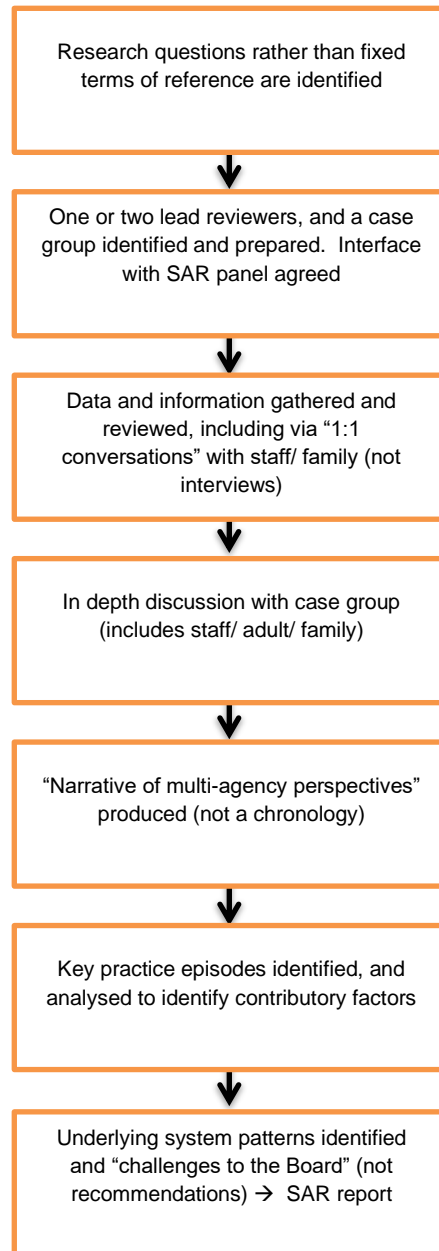 Research questions rather than fixed
terms of reference are identified
One or two lead reviewers, and a case
group identified and prepared.  Interface
with SAR panel agreed
Data and information gathered and
reviewed, including via “1:1
conversations” with staff/ family (not
interviews)
In depth discussion with case group
(includes staff/ adult/ family)
“Narrative of multi-agency perspectives”
produced (not a chronology)
Key practice episodes identified, and
analysed to identify contributory factors
Underlying system patterns identified
and “challenges to the Board” (not
recommendations) → SAR report